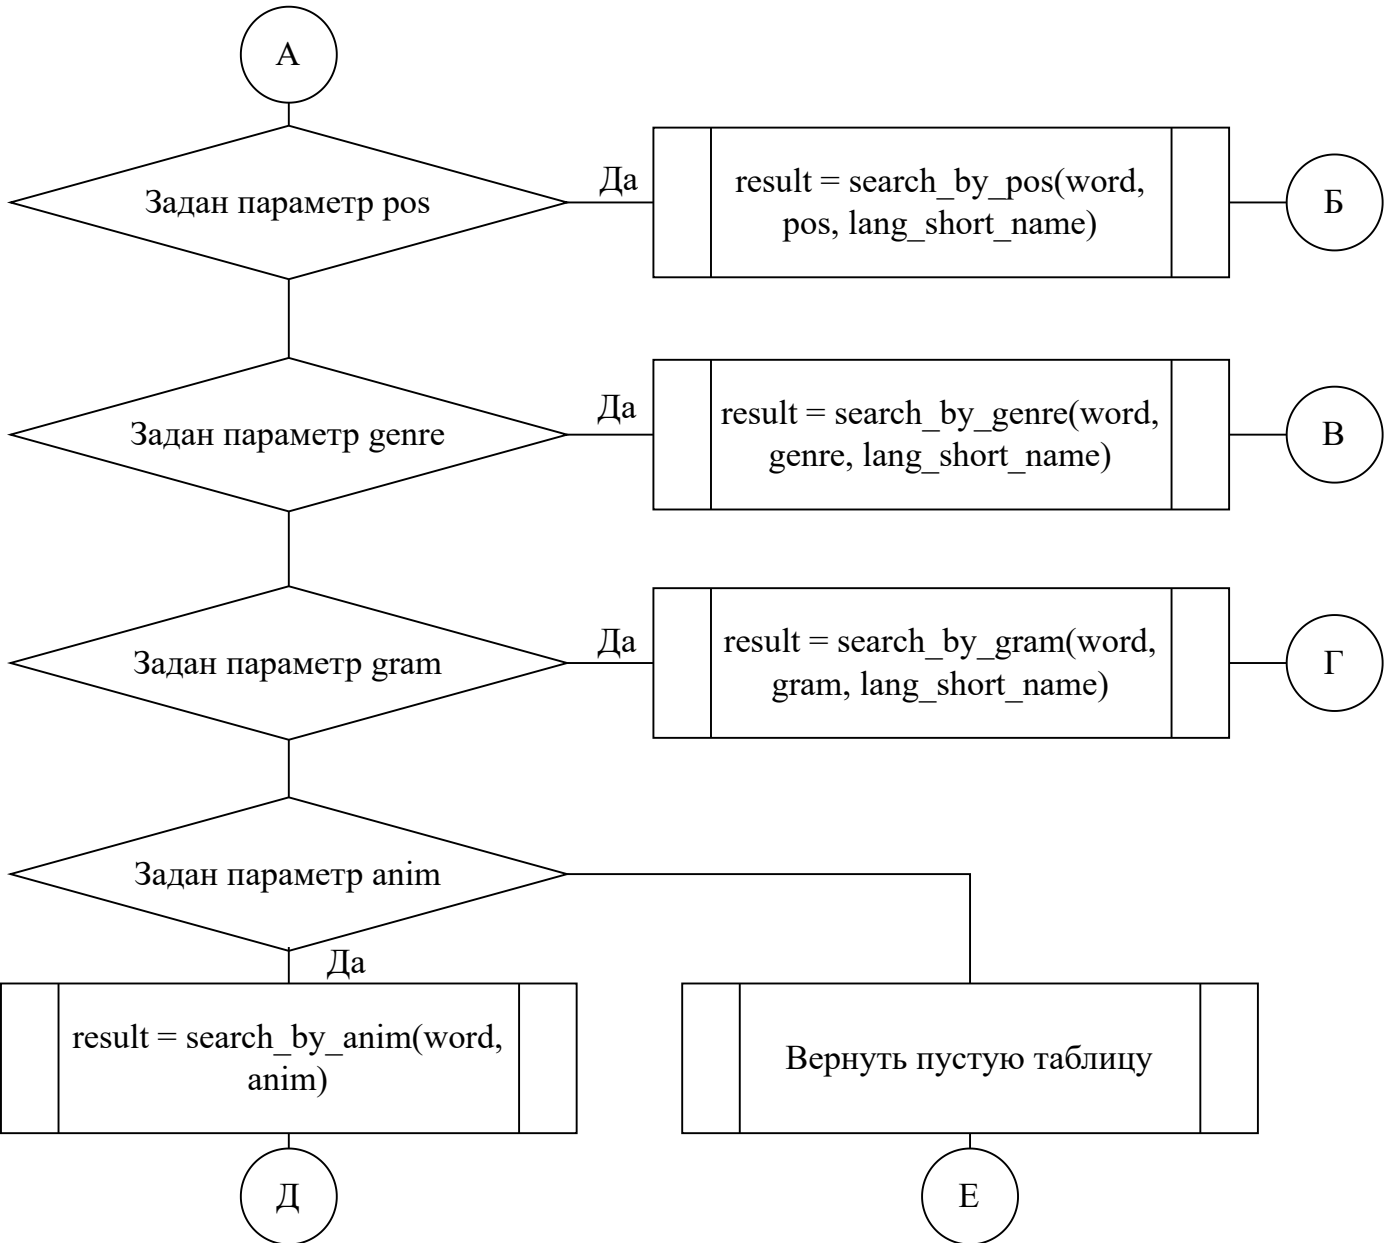 А
Задан параметр pos
Да
result = search_by_pos(word,
pos, lang_short_name)
Б
Задан параметр genre
Да
result = search_by_genre(word,
genre, lang_short_name)
В
Задан параметр gram
Да
result = search_by_gram(word,
gram, lang_short_name)
Г
Задан параметр anim
Да
result = search_by_anim(word,
anim)
Вернуть пустую таблицу
Д
Е